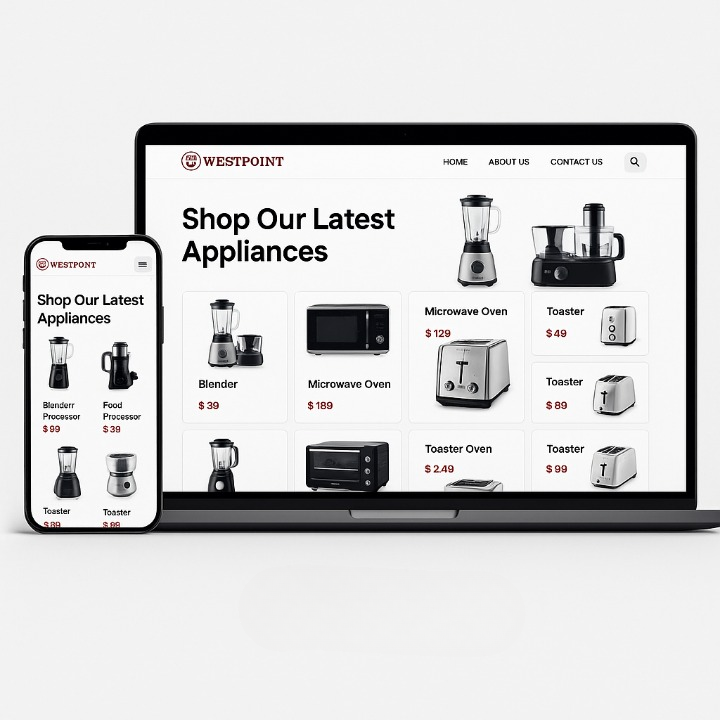 WESTPOINT
HOME ABOUT US CONTACT US
Shop Our Latest
Appliances
Blender
$ 39
Microwave Oven
$ 189
Microwave Oven
$ 129
Toaster
$ 49
Toaster
$ 89
Toaster Oven
$ 2.49
Toaster
$ 99
WESTPONT
Shop Our Latest
Appliances
Blenderr
Processor
$ 99
Food
Processor
$ 39
Toaster
$ 89
Toaster
$ 89